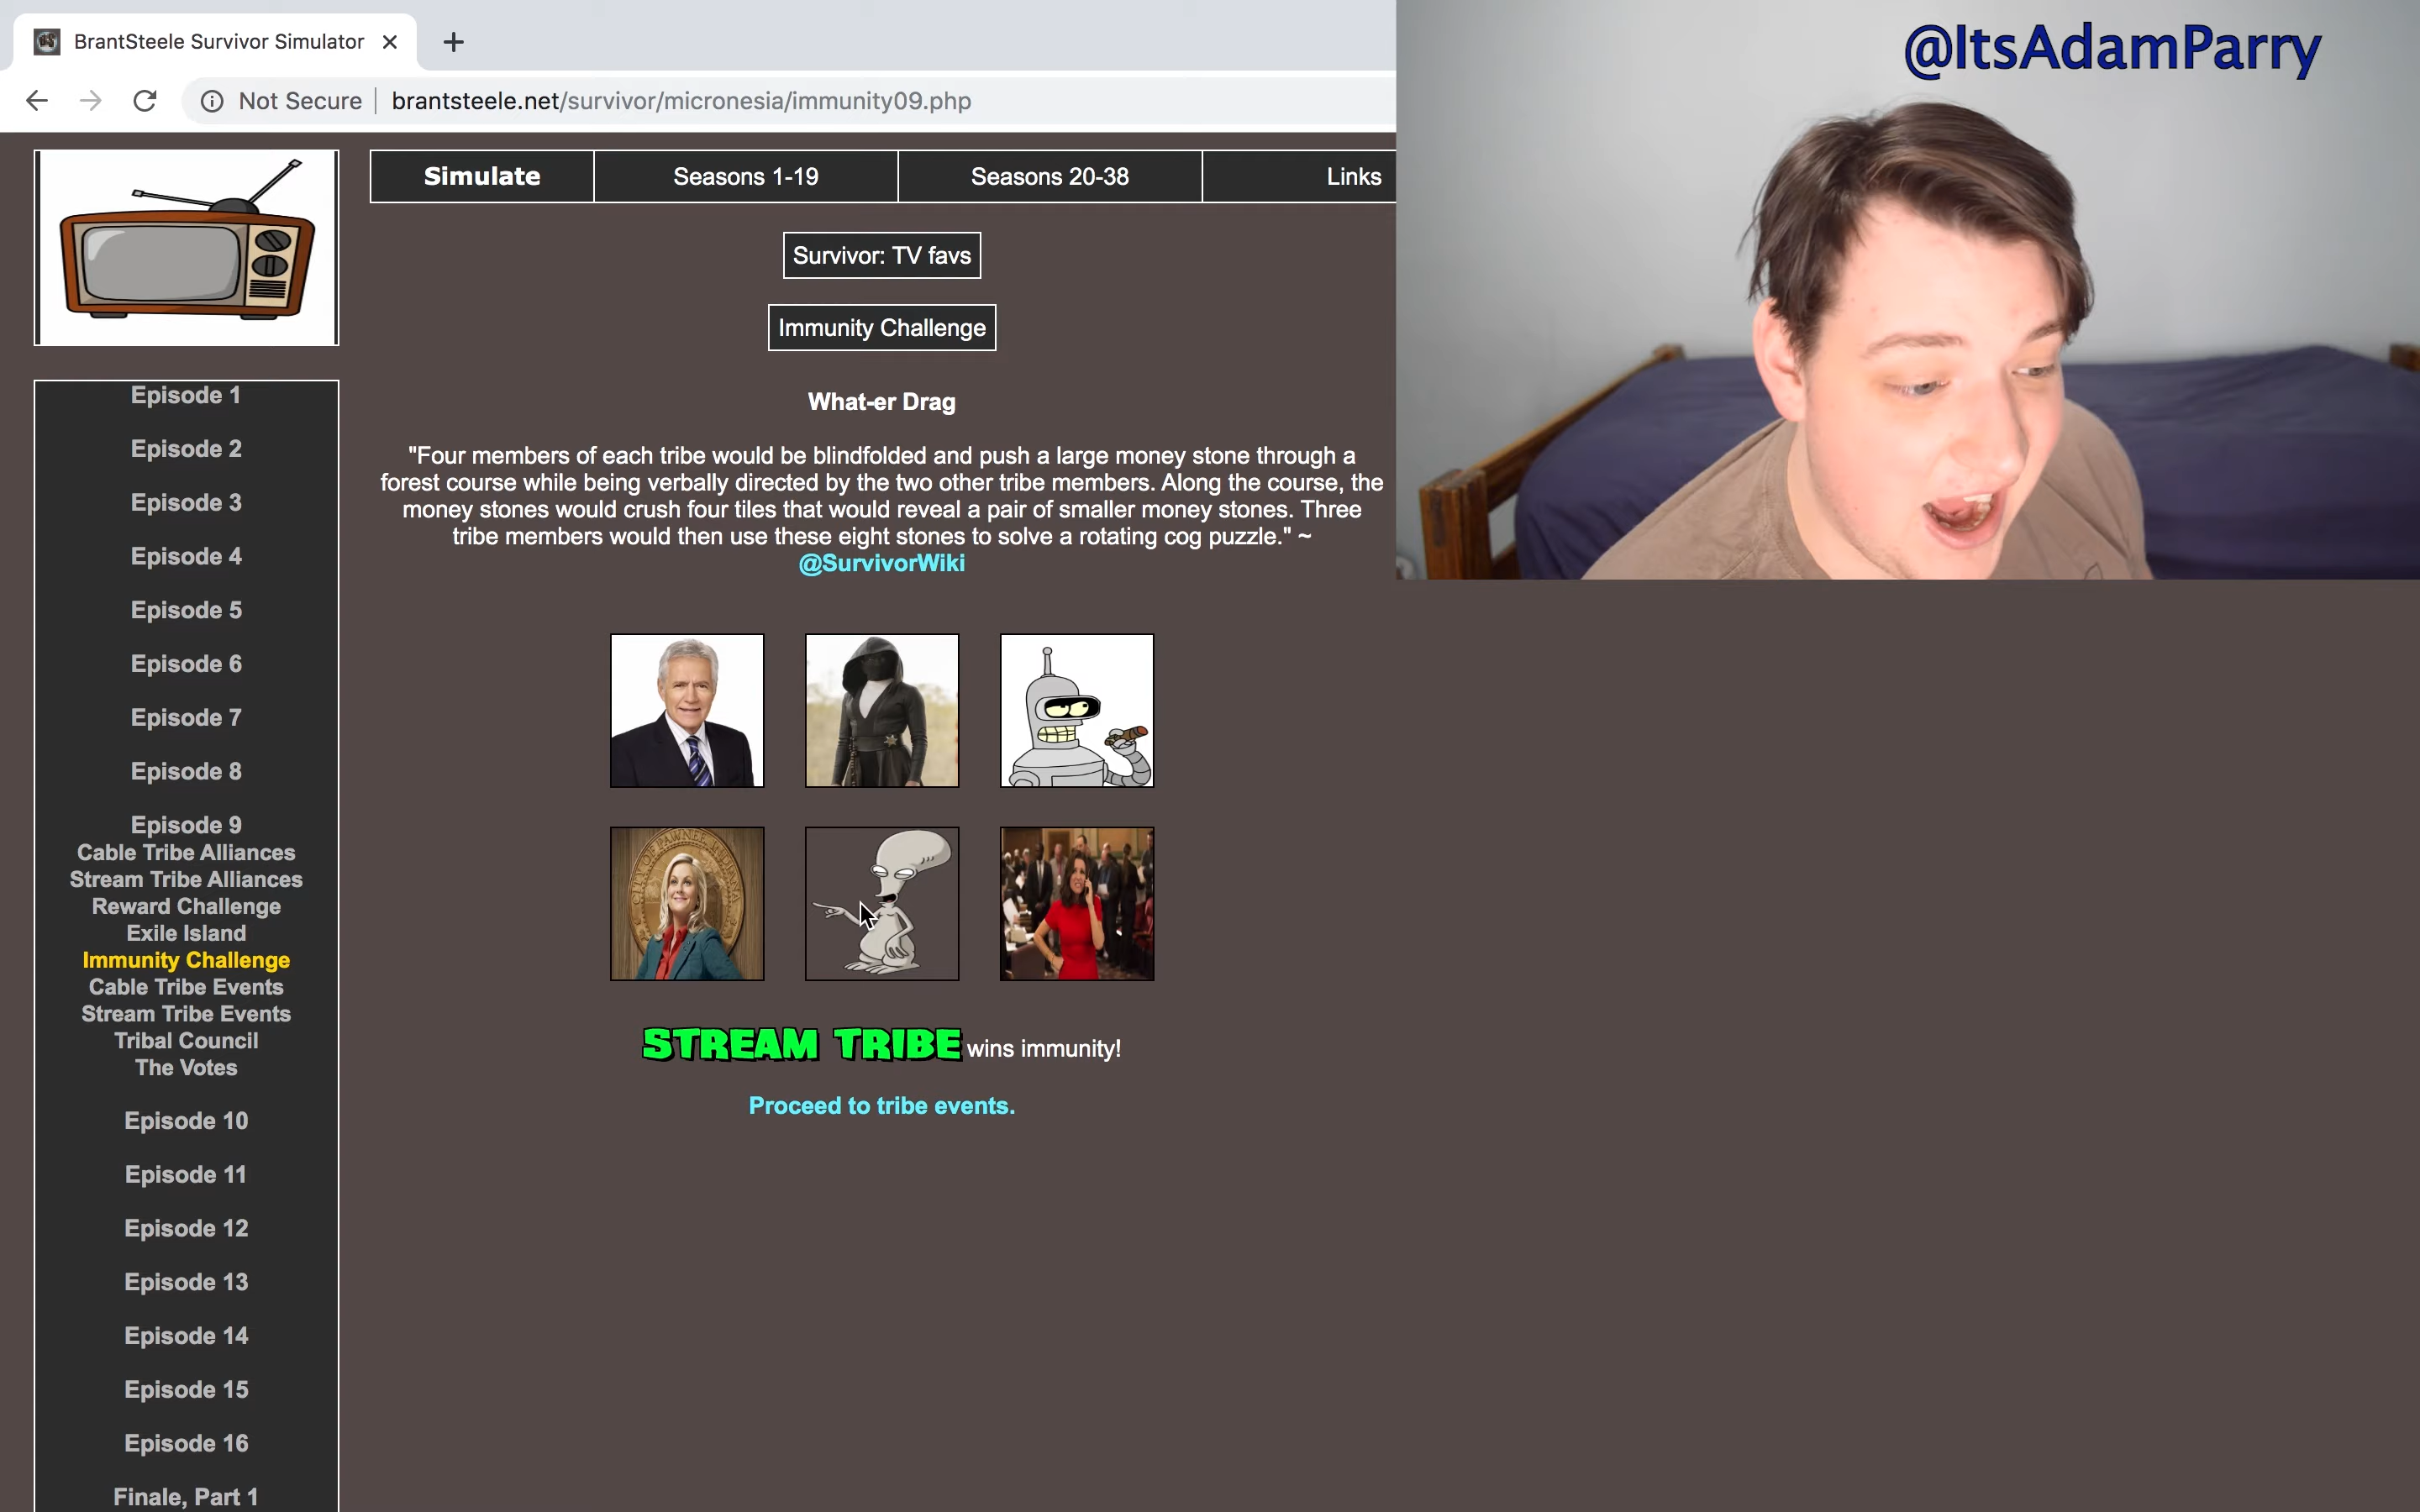 BrantSteele Survivor Simulator
@ItsAdamParry
Not Secure
brantsteele.net/survivor/micronesia/immunity09.php
Simulate
Seasons 1-19
Seasons 20-38
Links
Survivor: TV favs
Immunity Challenge
What-er Drag
"Four members of each tribe would be blindfolded and push a large money stone through a
forest course while being verbally directed by the two other tribe members. Along the course, the
money stones would crush four tiles that would reveal a pair of smaller money stones. Three
tribe members would then use these eight stones to solve a rotating cog puzzle." ~
@SurvivorWiki
STREAM TRIBE wins immunity!
Proceed to tribe events.
Episode 1
Episode 2
Episode 3
Episode 4
Episode 5
Episode 6
Episode 7
Episode 8
Episode 9
Cable Tribe Alliances
Stream Tribe Alliances
Reward Challenge
Exile Island
Immunity Challenge
Cable Tribe Events
Stream Tribe Events
Tribal Council
The Votes
Episode 10
Episode 11
Episode 12
Episode 13
Episode 14
Episode 15
Episode 16
Finale, Part 1